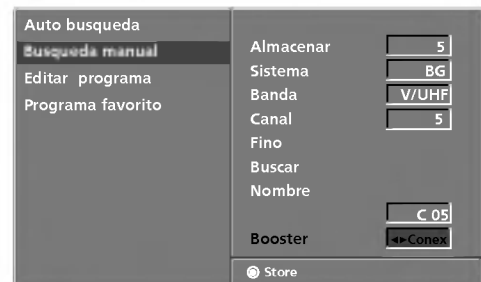 Auto busqueda
Busqueda manual
Editar programa
Programa favorito
Almacenar 5
Sistema BG
Banda V/UHF
Canal 5
Fino
Buscar
Nombre
C 05
Booster ◄►Conex
Store